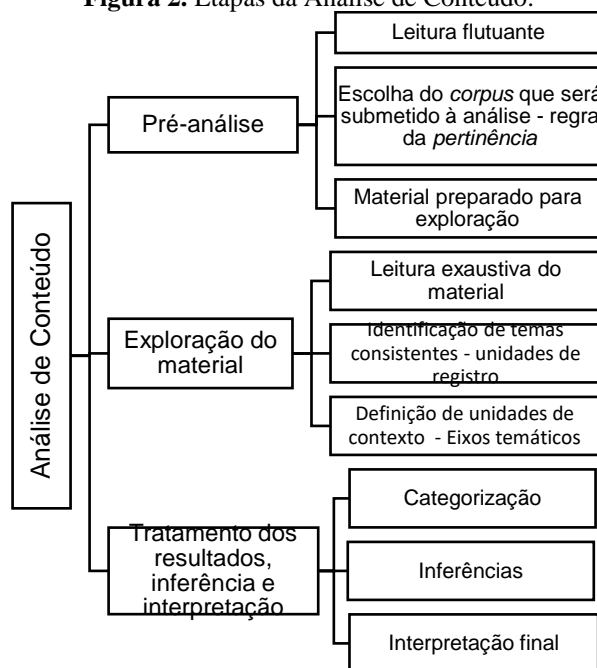 Figura 2. Etapas da Análise de Conteúdo.
Análise de Conteúdo
Pré-análise
Leitura flutuante
Escolha do corpus que será
submetido à análise - regra
da pertinência
Material preparado para
exploração
Exploração do
material
Leitura exaustiva do
material
Identificação de temas
consistentes - unidades de
registro
Definição de unidades de
contexto - Eixos temáticos
Tratamento dos
resultados,
inferência e
interpretação
Categorização
Inferências
Interpretação final